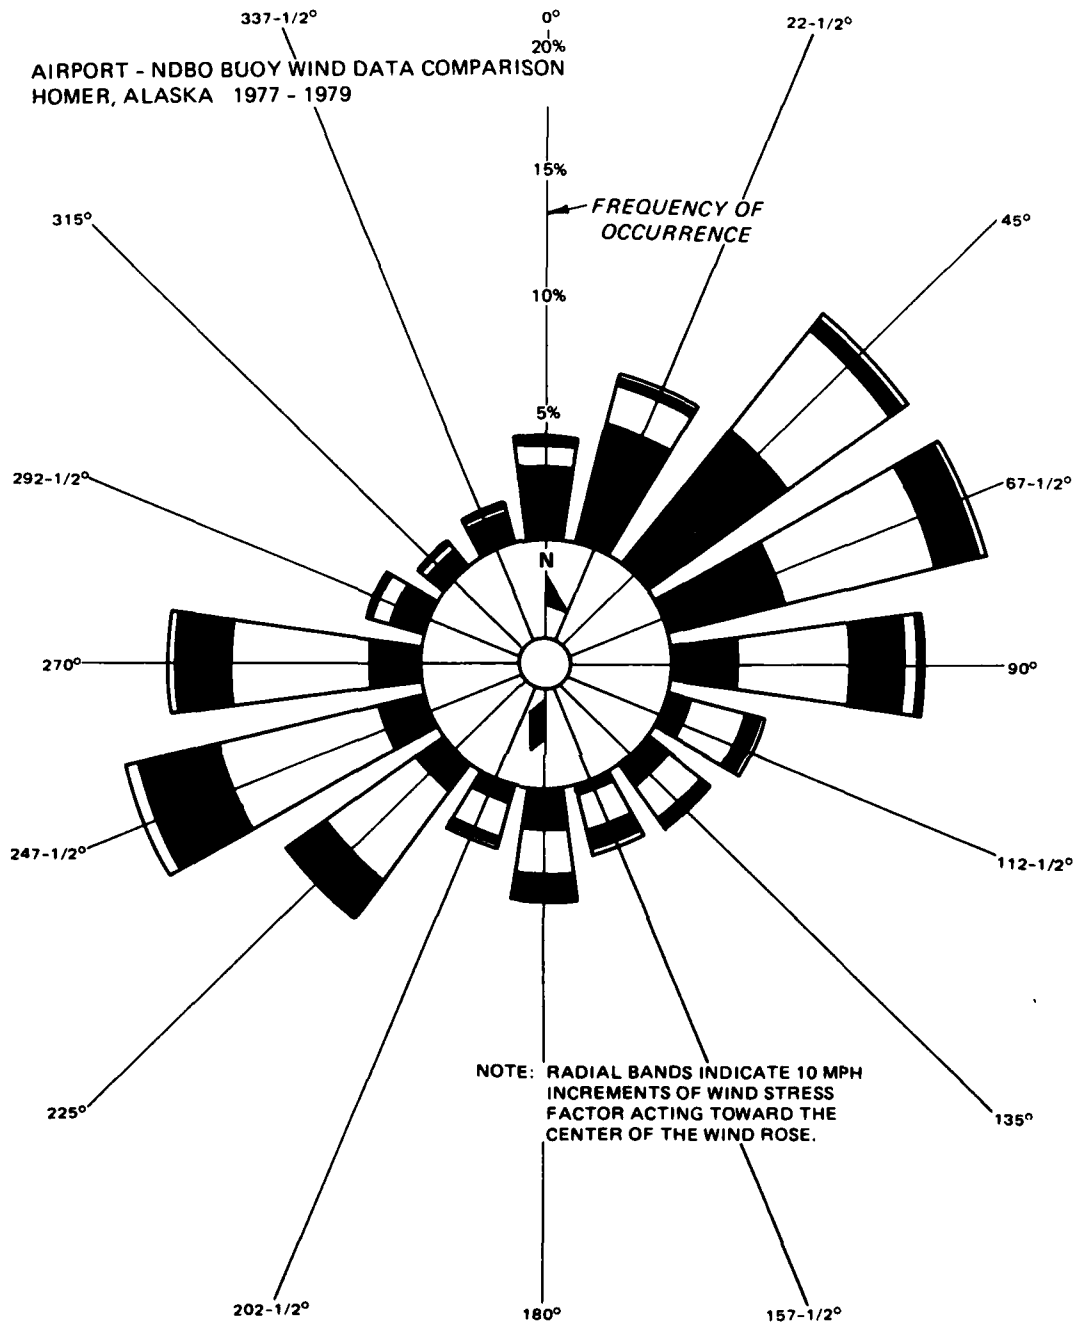 337-1/2°
0°
22-1/2°
20%
AIRPORT - NDBO BUOY WIND DATA COMPARISON
HOMER, ALASKA 1977 - 1979
15%
FREQUENCY OF
OCCURRENCE
315°
45°
10%
5%
292-1/2°
67-1/2°
N
270°
90°
247-1/2°
112-1/2°
NOTE: RADIAL BANDS INDICATE 10 MPH
INCREMENTS OF WIND STRESS
FACTOR ACTING TOWARD THE
CENTER OF THE WIND ROSE.
225°
135°
202-1/2°
180°
157-1/2°